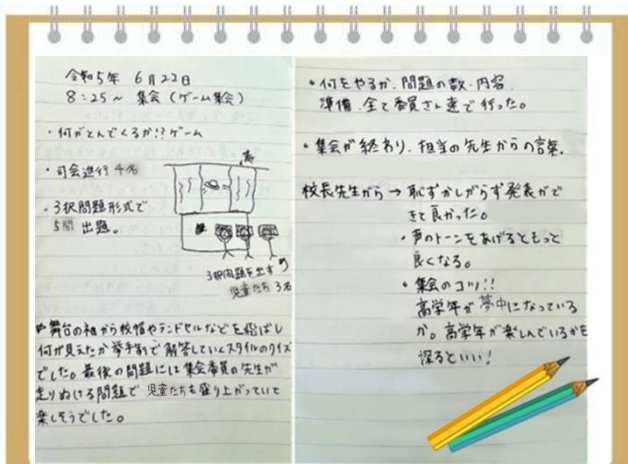 令和5年 6月22日
8:25〜 集会(ゲーム集会)
・何がとんでくるか!?ゲーム
・司会進行 4名
・3択問題形式で
5問 出題。
3択問題を出す
児童たち 3名
舞台の袖から校帽やランドセルなどを飛ばし
何が見えたか挙手制で解答していくスタイルのクイズ
でした。最後の問題には集会委員の先生が
走りぬける問題で 児童たちも盛り上がっていて
楽しそうでした。
・何をやるか、問題の数・内容
準備、全て委員さん達で行った。
・集会が終わり、担当の先生からの言葉。
校長先生から → 恥ずかしがらず発表がで
きて良かった。
・声のトーンをあげるともっと
良くなる。
・集会のコツ!!
高学年が夢中になっている
か。高学年が楽しんでいるかを
深るといい!